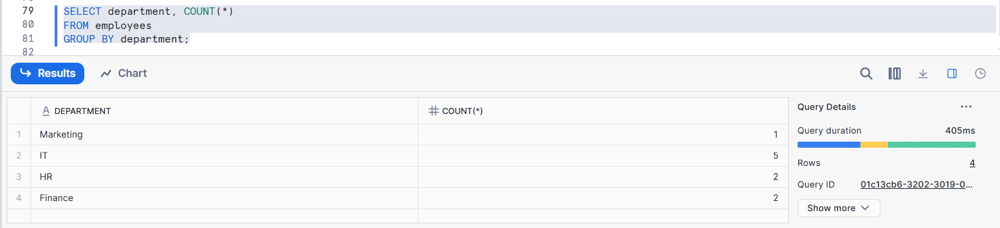 79 SELECT department, COUNT(*)
80 FROM employees
81 GROUP BY department;
82
Results Chart
DEPARTMENT COUNT(*)
1 Marketing 1
2 IT 5
3 HR 2
4 Finance 2
Query Details ...
Query duration 405ms
Rows 4
Query ID 01c13cb6-3202-3019-0...
Show more